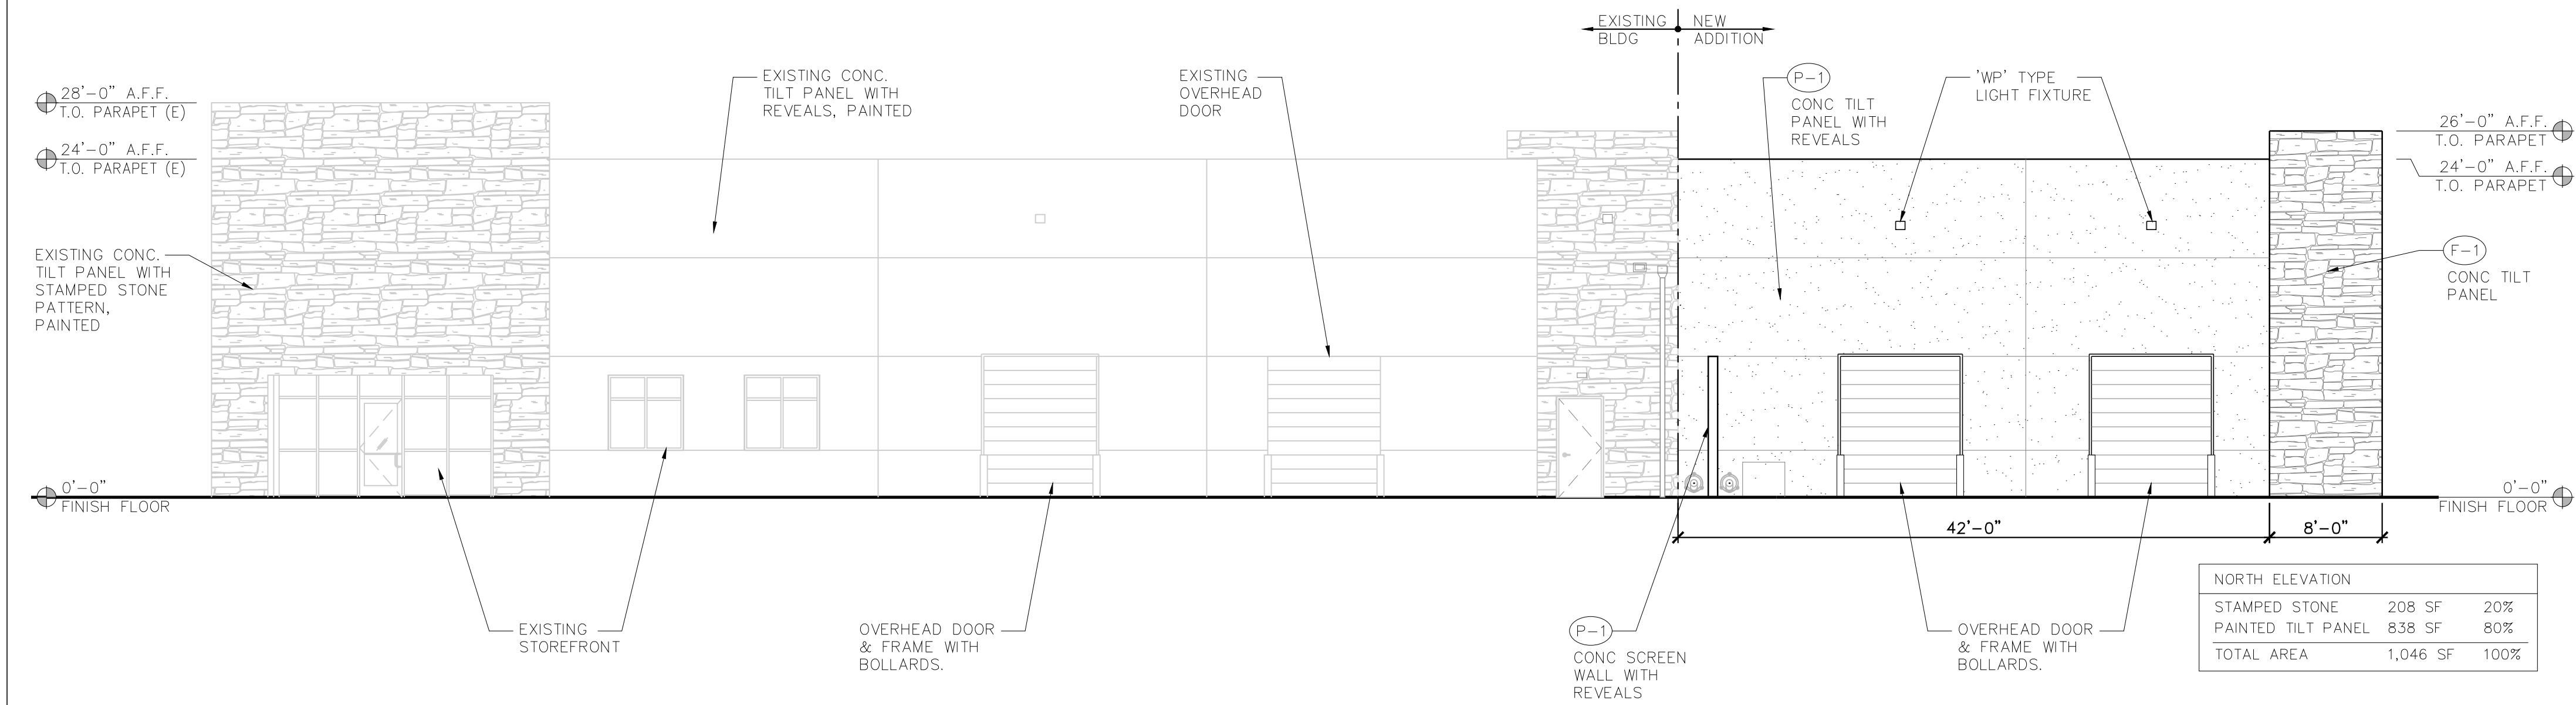 EXISTING
BLDG
NEW
ADDITION
28'-0" A.F.F.
T.O. PARAPET (E)
24'-0" A.F.F.
T.O. PARAPET (E)
EXISTING CONC.
TILT PANEL WITH
REVEALS, PAINTED
EXISTING
OVERHEAD
DOOR
P-1
CONC TILT
PANEL WITH
REVEALS
'WP' TYPE
LIGHT FIXTURE
26'-0" A.F.F.
T.O. PARAPET
24'-0" A.F.F.
T.O. PARAPET
EXISTING CONC.
TILT PANEL WITH
STAMPED STONE
PATTERN,
PAINTED
F-1
CONC TILT
PANEL
0'-0"
FINISH FLOOR
0'-0"
FINISH FLOOR
42'-0"
8'-0"
EXISTING
STOREFRONT
OVERHEAD DOOR
& FRAME WITH
BOLLARDS.
P-1
CONC SCREEN
WALL WITH
REVEALS
OVERHEAD DOOR
& FRAME WITH
BOLLARDS.
NORTH ELEVATION
STAMPED STONE 208 SF 20%
PAINTED TILT PANEL 838 SF 80%
TOTAL AREA 1,046 SF 100%